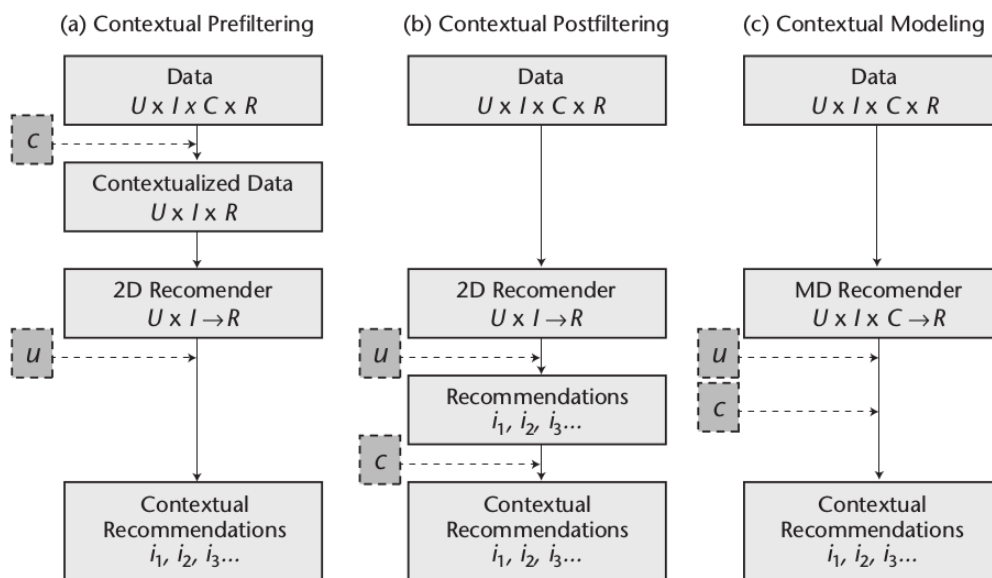 (a) Contextual Prefiltering
Data
U x I x C x R
c
Contextualized Data
U x I x R
2D Recomender
U x I → R
u
Contextual
Recommendations
i₁, i₂, i₃...
(b) Contextual Postfiltering
Data
U x I x C x R
2D Recomender
U x I → R
u
Recommendations
i₁, i₂, i₃...
c
Contextual
Recommendations
i₁, i₂, i₃...
(c) Contextual Modeling
Data
U x I x C x R
MD Recomender
U x I x C → R
u
c
Contextual
Recommendations
i₁, i₂, i₃...